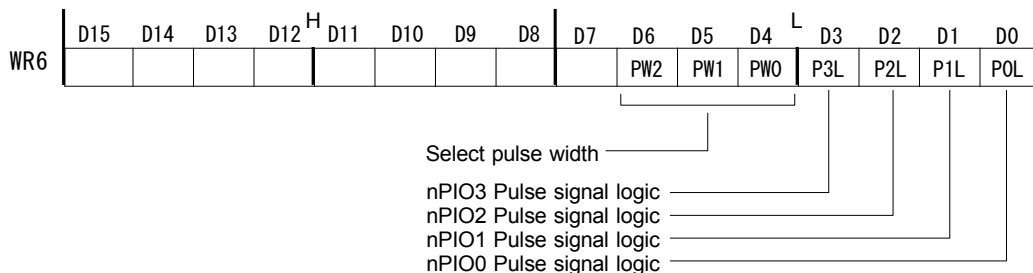 H L
D15 D14 D13 D12 D11 D10 D9 D8 D7 D6 D5 D4 D3 D2 D1 D0
WR6 PW2 PW1 PW0 P3L P2L P1L P0L
Select pulse width
nPIO3 Pulse signal logic
nPIO2 Pulse signal logic
nPIO1 Pulse signal logic
nPIO0 Pulse signal logic